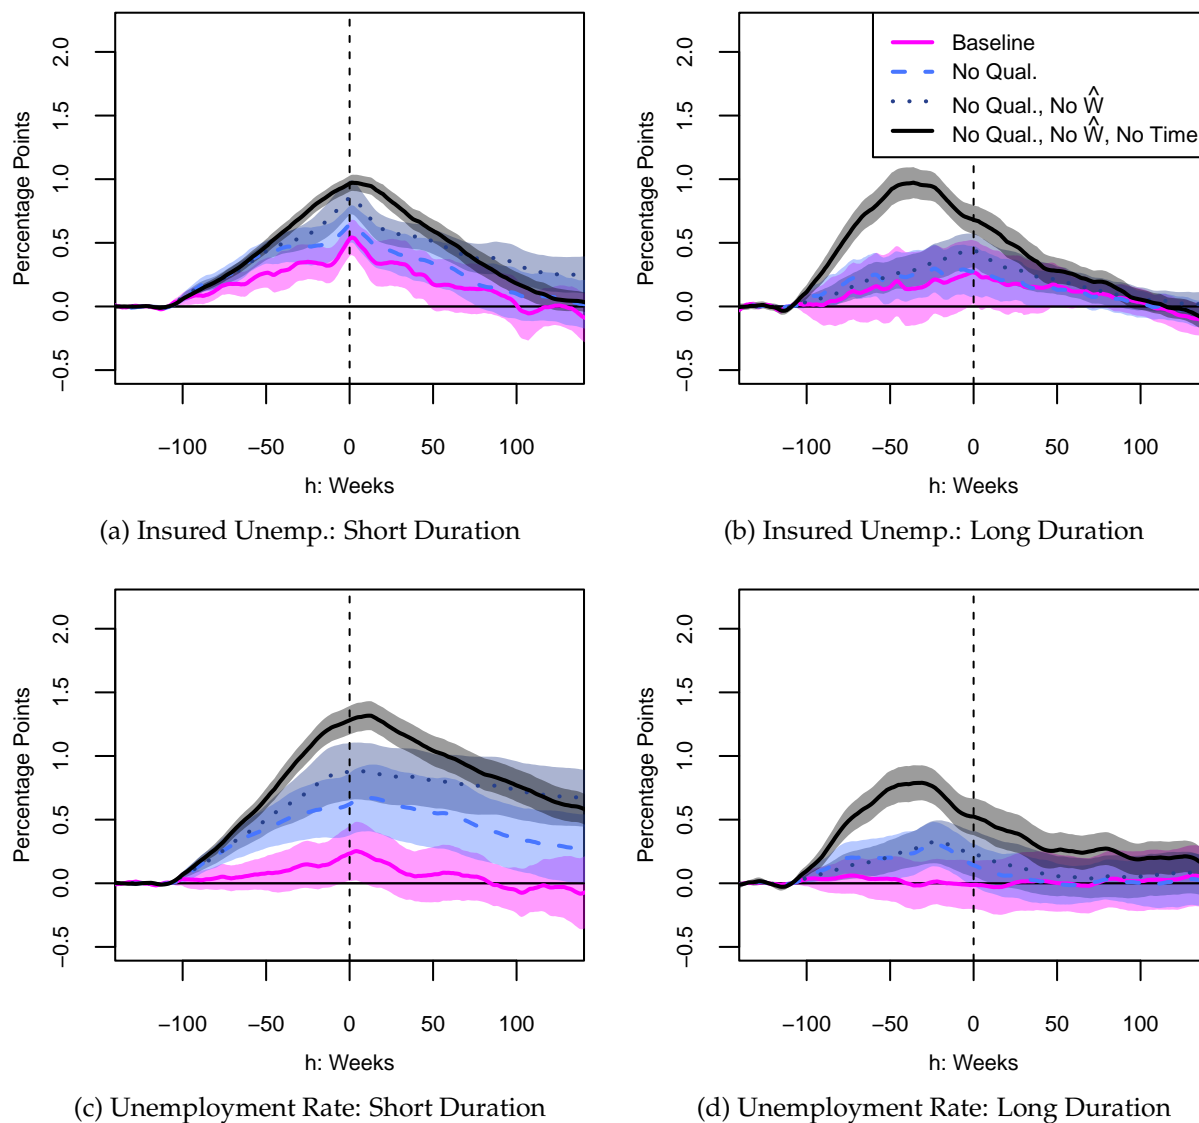 2.0
1.5
1.0
0.5
0.0
−0.5
Percentage Points
−100 −50 0 50 100
h: Weeks
(a) Insured Unemp.: Short Duration
2.0
1.5
1.0
0.5
0.0
−0.5
Percentage Points
Baseline
No Qual.
No Qual., No Ŵ
No Qual., No Ŵ, No Time
−100 −50 0 50 100
h: Weeks
(b) Insured Unemp.: Long Duration
2.0
1.5
1.0
0.5
0.0
−0.5
Percentage Points
−100 −50 0 50 100
h: Weeks
(c) Unemployment Rate: Short Duration
2.0
1.5
1.0
0.5
0.0
−0.5
Percentage Points
−100 −50 0 50 100
h: Weeks
(d) Unemployment Rate: Long Duration